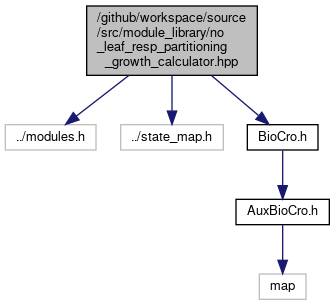 /github/workspace/source
/src/module_library/no
_leaf_resp_partitioning
_growth_calculator.hpp
../modules.h
../state_map.h
BioCro.h
AuxBioCro.h
map